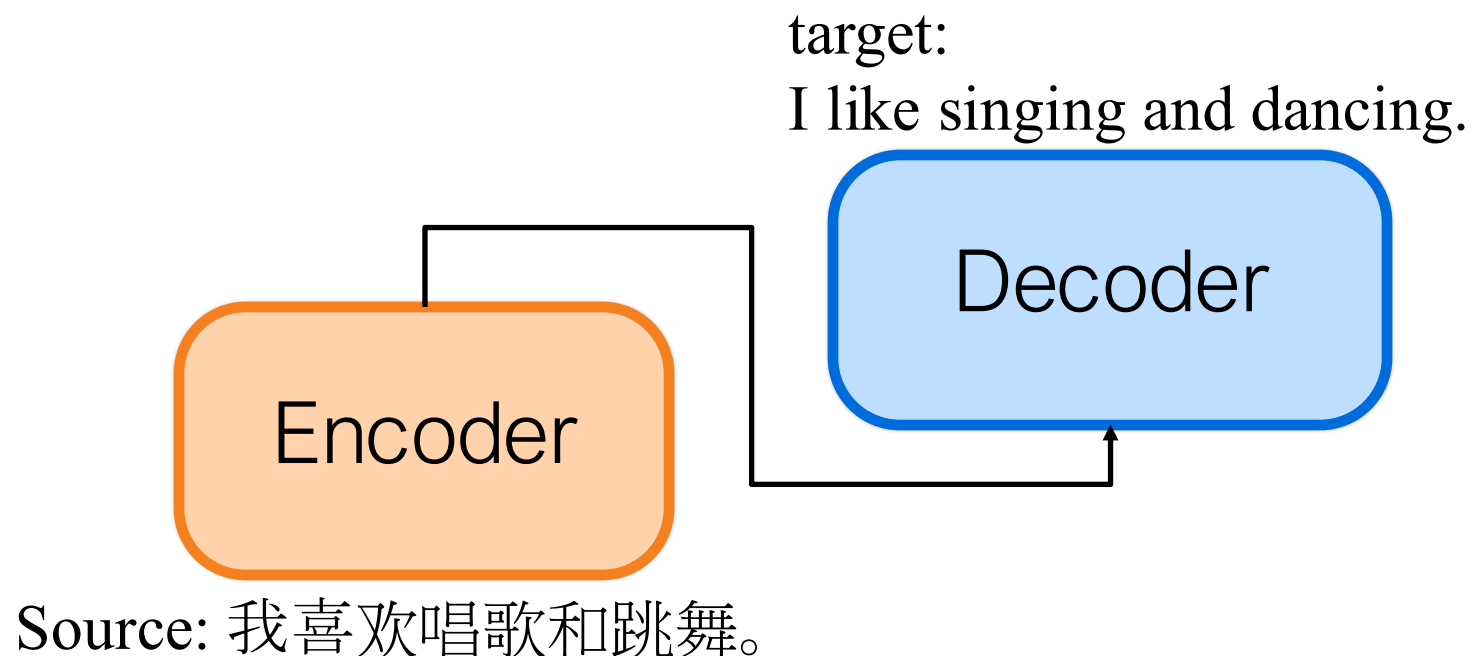 target:
I like singing and dancing.
Decoder
Encoder
Source: 我喜欢唱歌和跳舞。